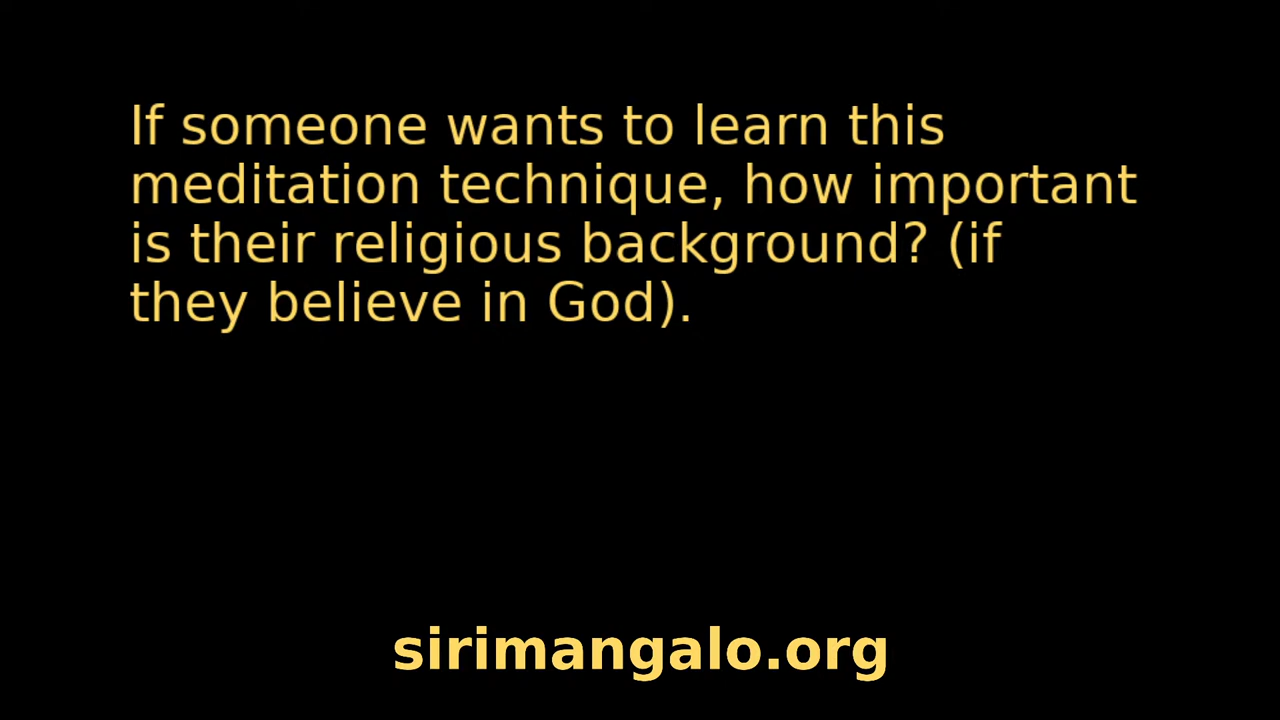 If someone wants to learn this
meditation technique, how important
is their religious background? (if
they believe in God).
sirimangalo.org